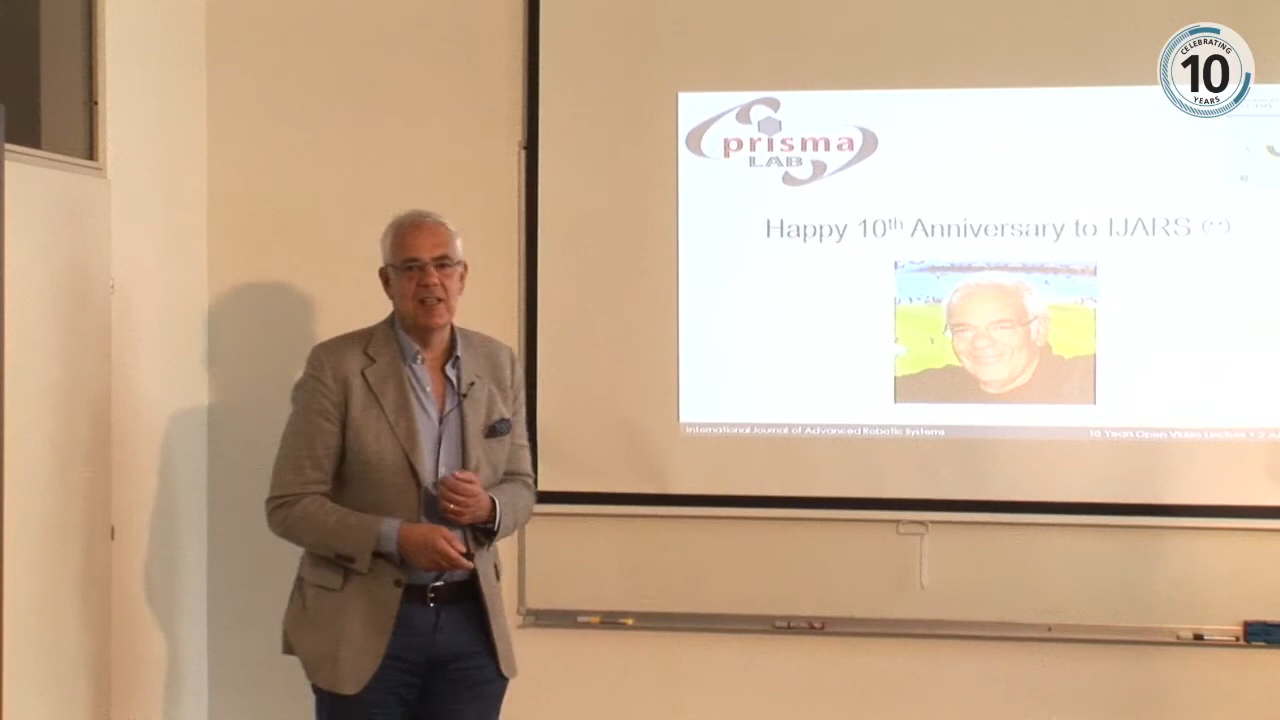 CELEBRATING
10
YEARS
prisma
LAB
Happy 10th Anniversary to IJARS (^^)
International Journal of Advanced Robotic Systems
10 Years Open Video Lecture